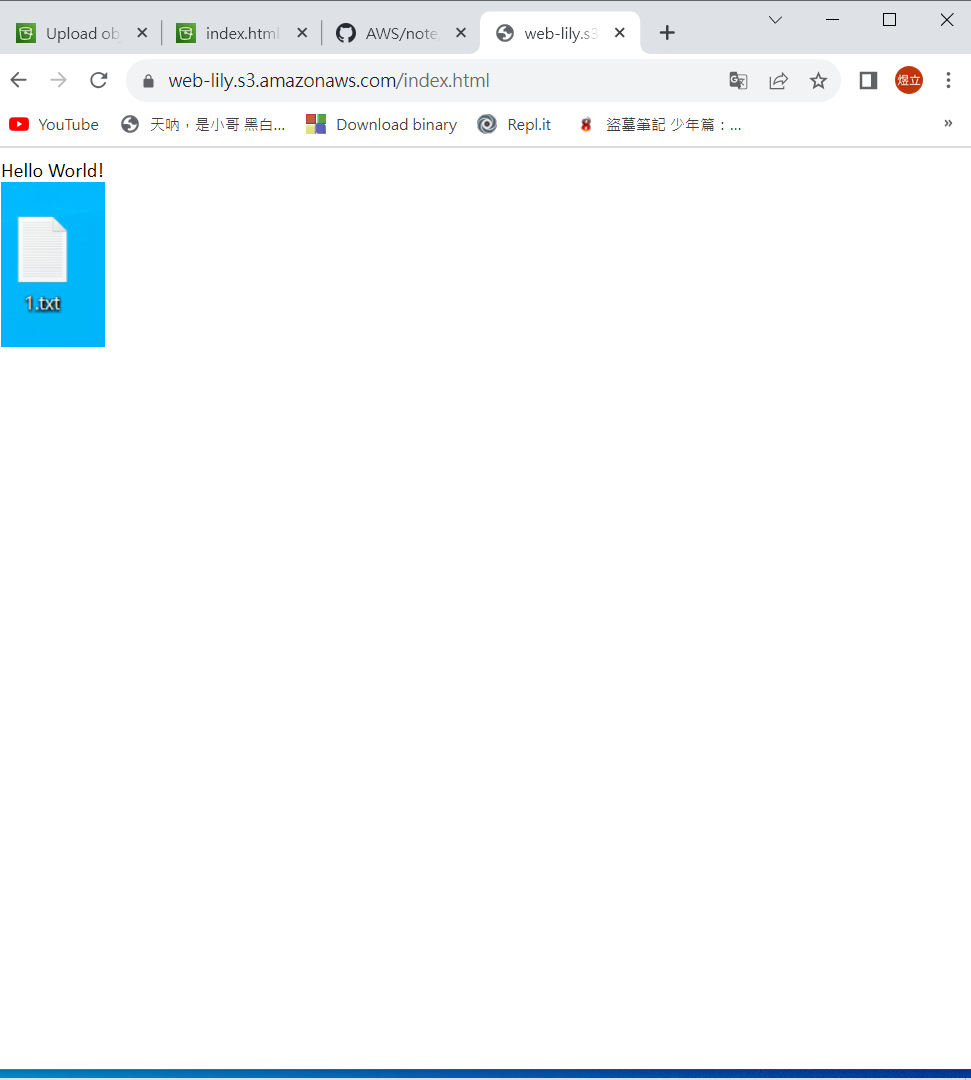 Upload ob
index.html
AWS/note
web-lily.s3
web-lily.s3.amazonaws.com/index.html
煜立
YouTube
天呐，是小哥 黑白...
Download binary
Repl.it
8
盜墓筆記 少年篇：...
»
Hello World!
1.txt